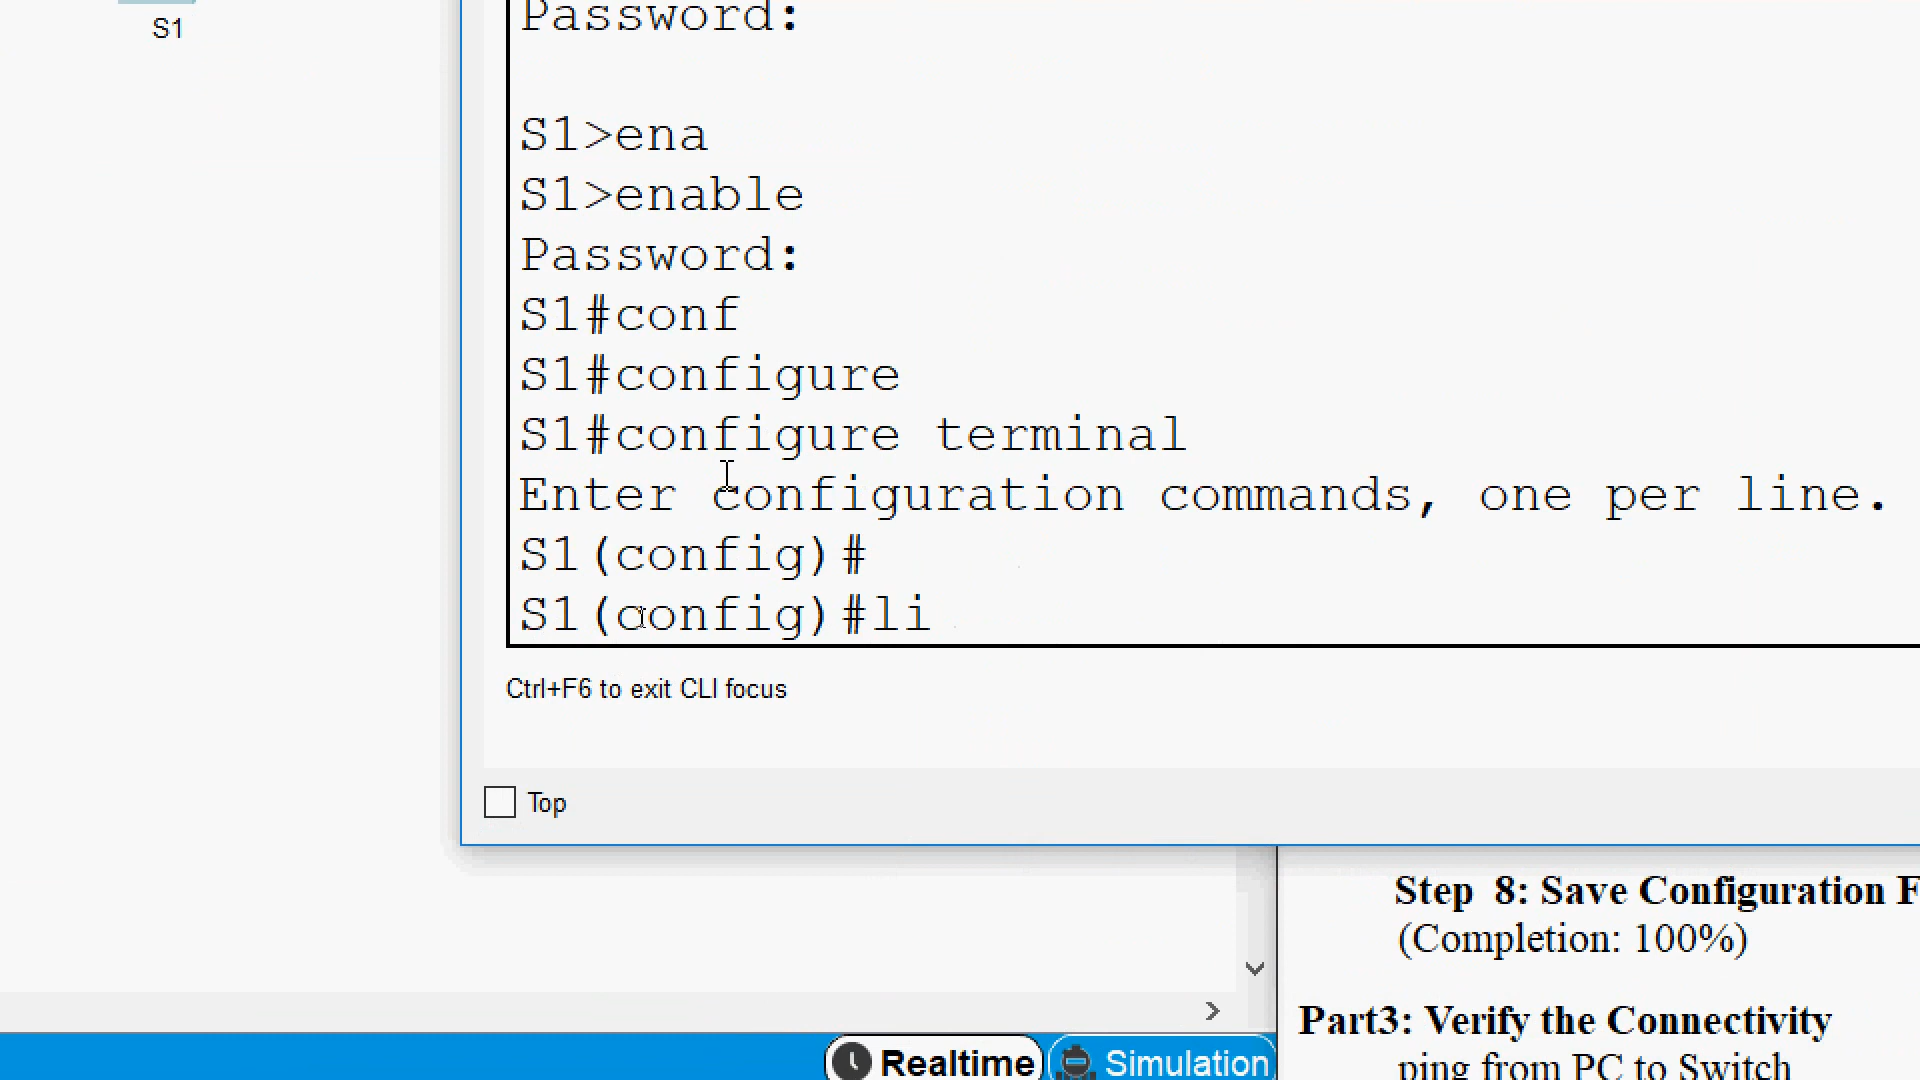 S1
Password:
S1>ena
S1>enable
Password:
S1#conf
S1#configure
S1#configure terminal
Enter configuration commands, one per line.
S1(config)#
S1(config)#li
Ctrl+F6 to exit CLI focus
Top
Step 8: Save Configuration F
(Completion: 100%)
Part3: Verify the Connectivity
ping from PC to Switch
Realtime
Simulation